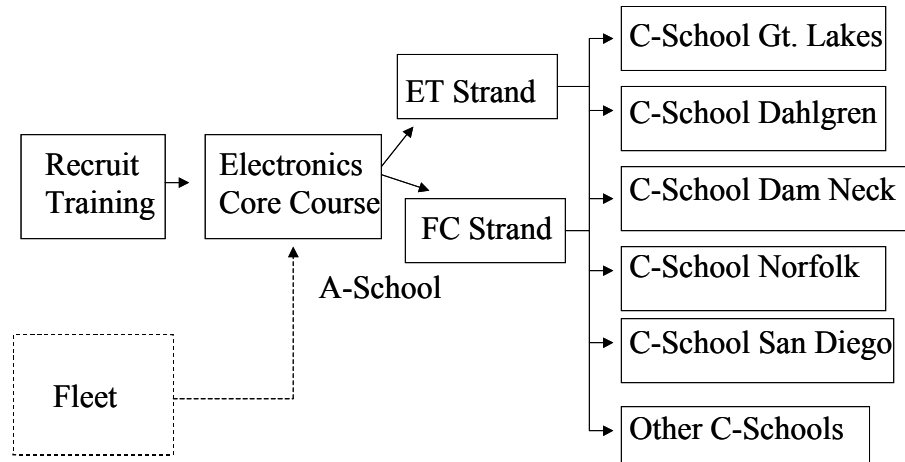 Recruit
Training
Electronics
Core Course
ET Strand
FC Strand
A-School
Fleet
C-School Gt. Lakes
C-School Dahlgren
C-School Dam Neck
C-School Norfolk
C-School San Diego
Other C-Schools